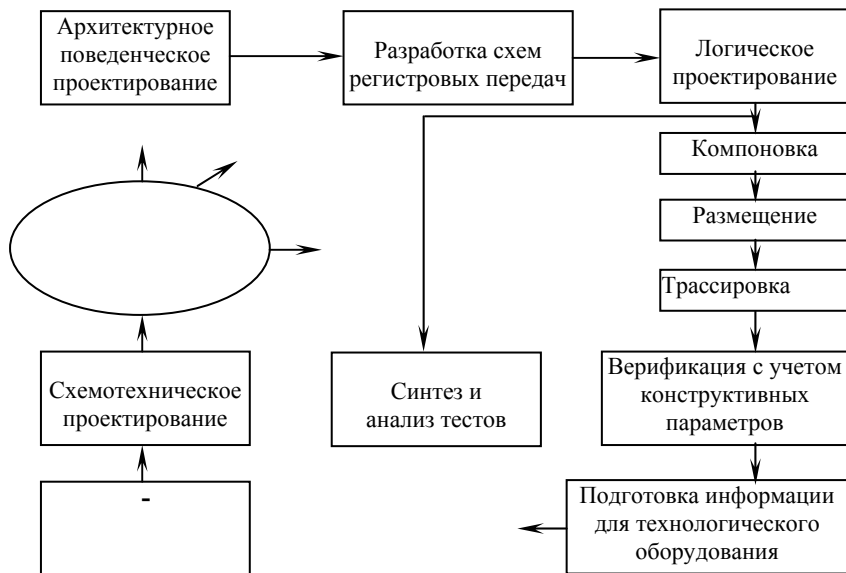 Архитектурное
поведенческое
проектирование
Разработка схем
регистровых передач
Логическое
проектирование
Компоновка
Размещение
Трассировка
Схемотехническое
проектирование
Синтез и
анализ тестов
Верификация с учетом
конструктивных
параметров
-
Подготовка информации
для технологического
оборудования